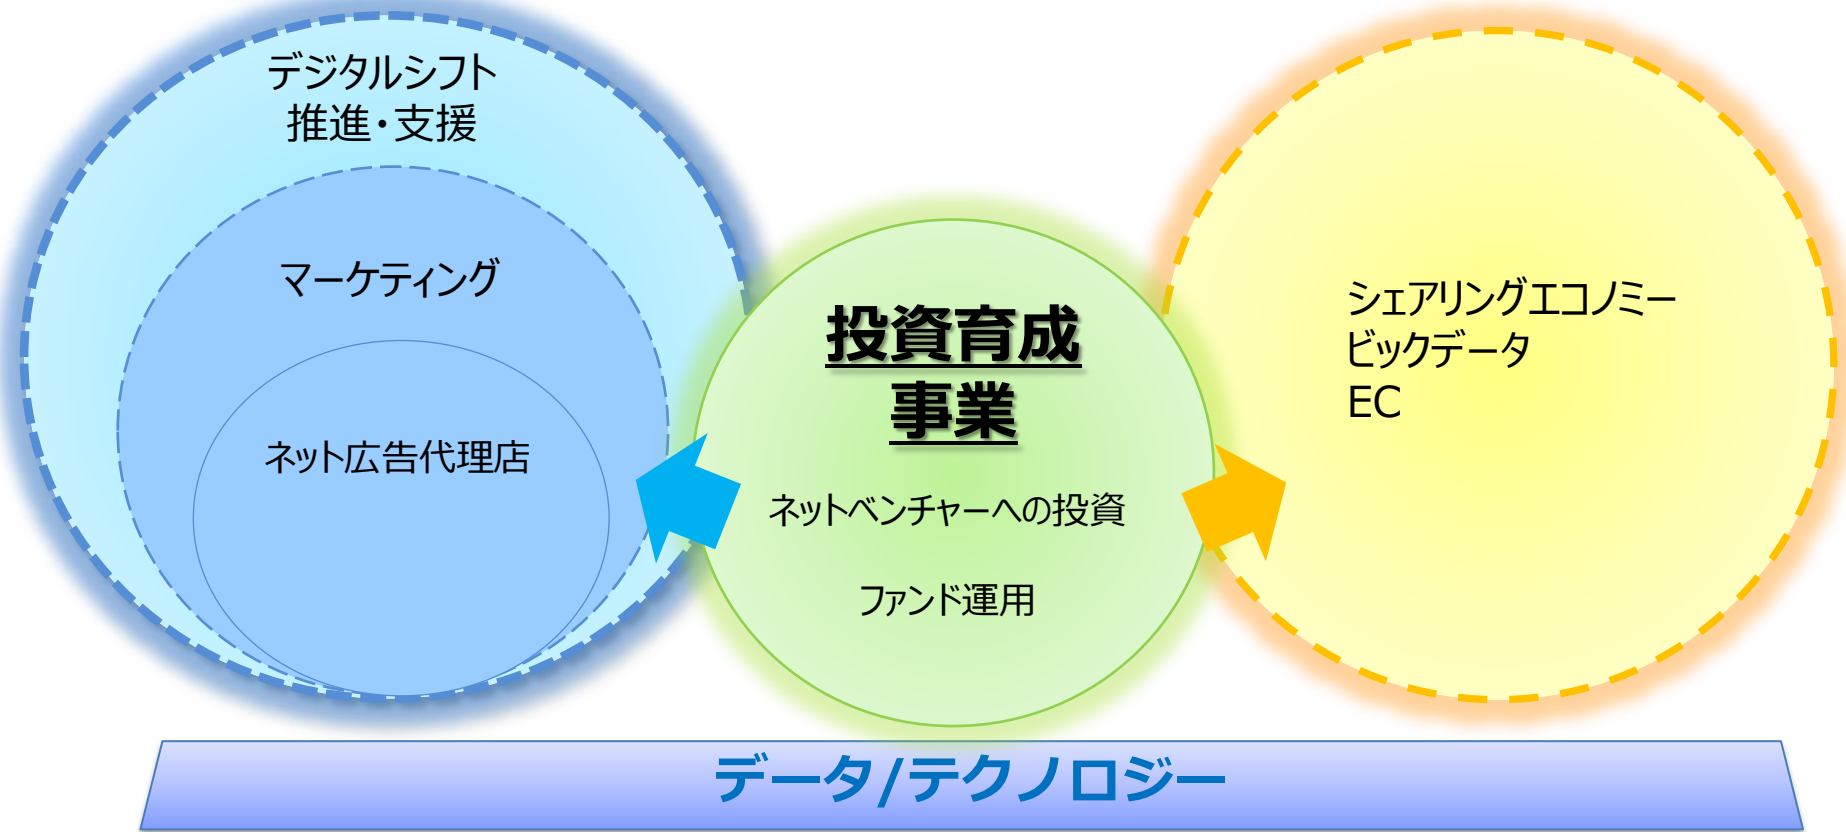 デジタルシフト
推進・支援
マーケティング
ネット広告代理店
投資育成
事業
ネットベンチャーへの投資
ファンド運用
シェアリングエコノミー
ビックデータ
EC
データ/テクノロジー